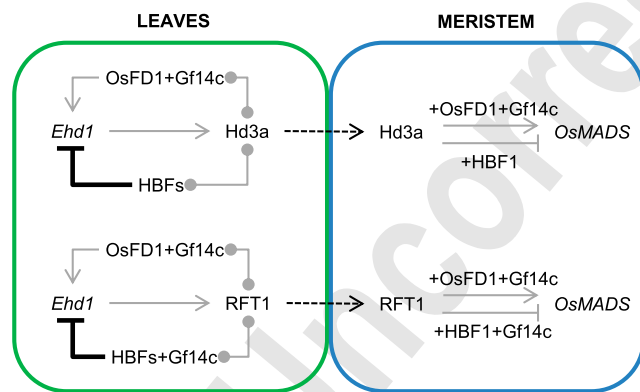 LEAVES
MERISTEM
OsFD1+Gf14c
Ehd1
Hd3a
HBFs
Hd3a
+OsFD1+Gf14c
+HBF1
OsMADS
OsFD1+Gf14c
Ehd1
RFT1
HBFs+Gf14c
RFT1
+OsFD1+Gf14c
+HBF1+Gf14c
OsMADS